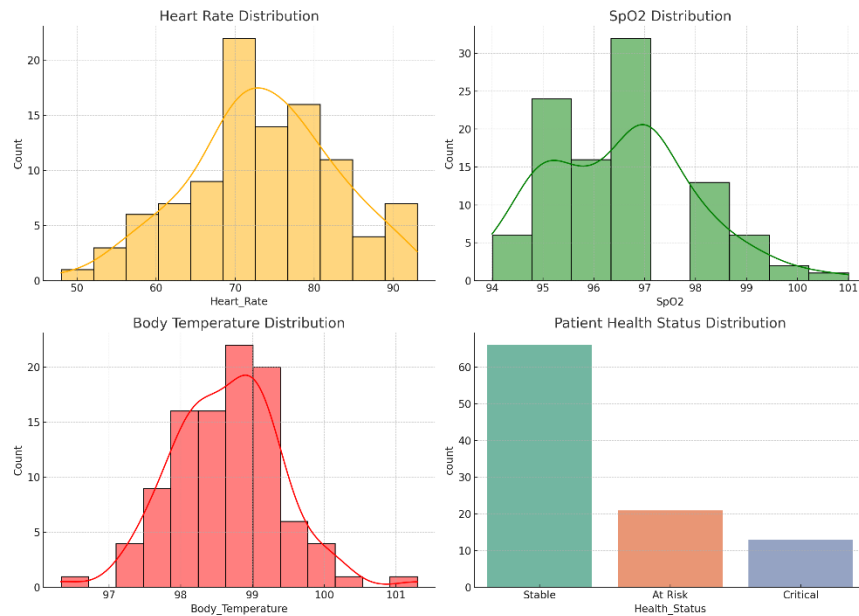 Heart Rate Distribution
20
15
10
5
0
Count
50 60 70 80 90
Heart_Rate
SpO2 Distribution
30
25
20
15
10
5
0
Count
94 95 96 97 98 99 100 101
SpO2
Body Temperature Distribution
20
15
10
5
0
Count
97 98 99 100 101
Body_Temperature
Patient Health Status Distribution
60
50
40
30
20
10
0
count
Stable At Risk Critical
Health_Status